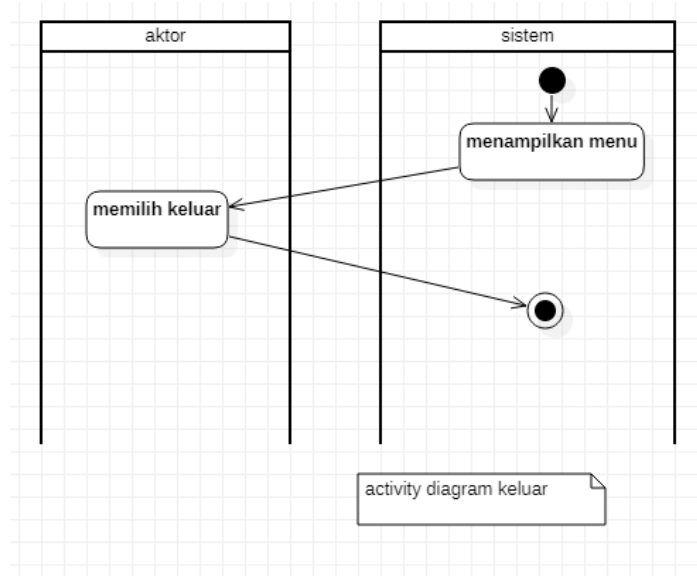 aktor
sistem
menampilkan menu
memilih keluar
activity diagram keluar